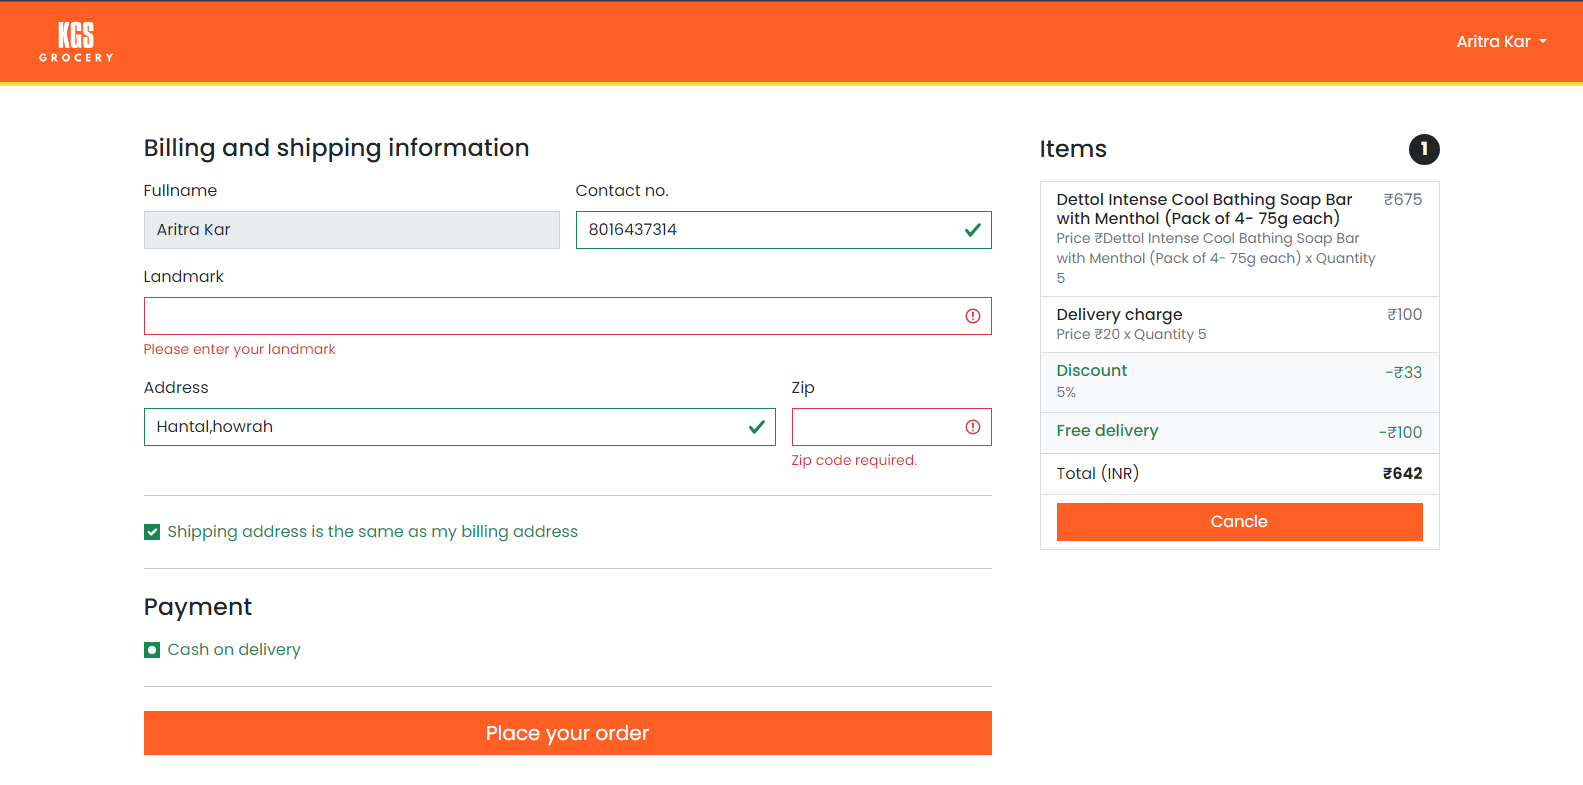 KGS
GROCERY
Aritra Kar
Billing and shipping information
Fullname
Contact no.
Aritra Kar
8016437314
Landmark
Please enter your landmark
Address
Zip
Hantal,howrah
Zip code required.
Shipping address is the same as my billing address
Payment
Cash on delivery
Place your order
Items
1
Dettol Intense Cool Bathing Soap Bar
with Menthol (Pack of 4- 75g each)
₹675
Price ₹Dettol Intense Cool Bathing Soap Bar
with Menthol (Pack of 4- 75g each) x Quantity
5
Delivery charge
₹100
Price ₹20 x Quantity 5
Discount
-₹33
5%
Free delivery
-₹100
Total (INR)
₹642
Cancle